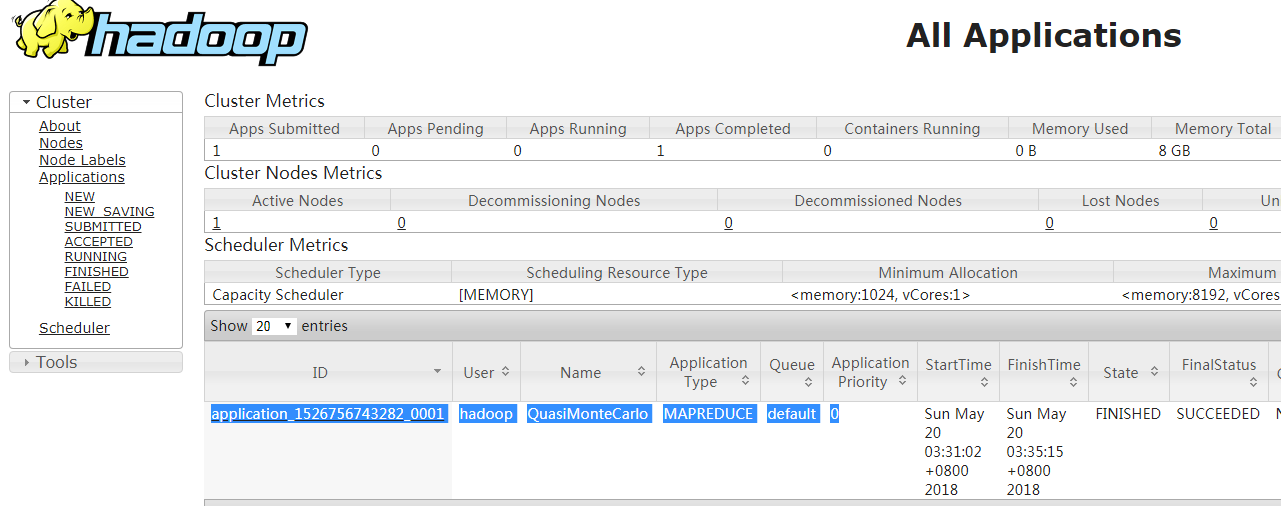 hadoop
All Applications
Cluster
About
Nodes
Node Labels
Applications
NEW
NEW_SAVING
SUBMITTED
ACCEPTED
RUNNING
FINISHED
FAILED
KILLED
Scheduler
Tools
Cluster Metrics
Apps Submitted Apps Pending Apps Running Apps Completed Containers Running Memory Used Memory Total
1 0 0 1 0 0 B 8 GB
Cluster Nodes Metrics
Active Nodes Decommissioning Nodes Decommissioned Nodes Lost Nodes Un
1 0 0 0 0
Scheduler Metrics
Scheduler Type Scheduling Resource Type Minimum Allocation Maximum
Capacity Scheduler [MEMORY] <memory:1024, vCores:1> <memory:8192, vCores
Show 20 entries
ID User Name Application Type Queue Application Priority StartTime FinishTime State FinalStatus
application_1526756743282_0001 hadoop QuasiMonteCarlo MAPREDUCE default 0 Sun May Sun May FINISHED SUCCEEDED
20 20
03:31:02 03:35:15
+0800 +0800
2018 2018